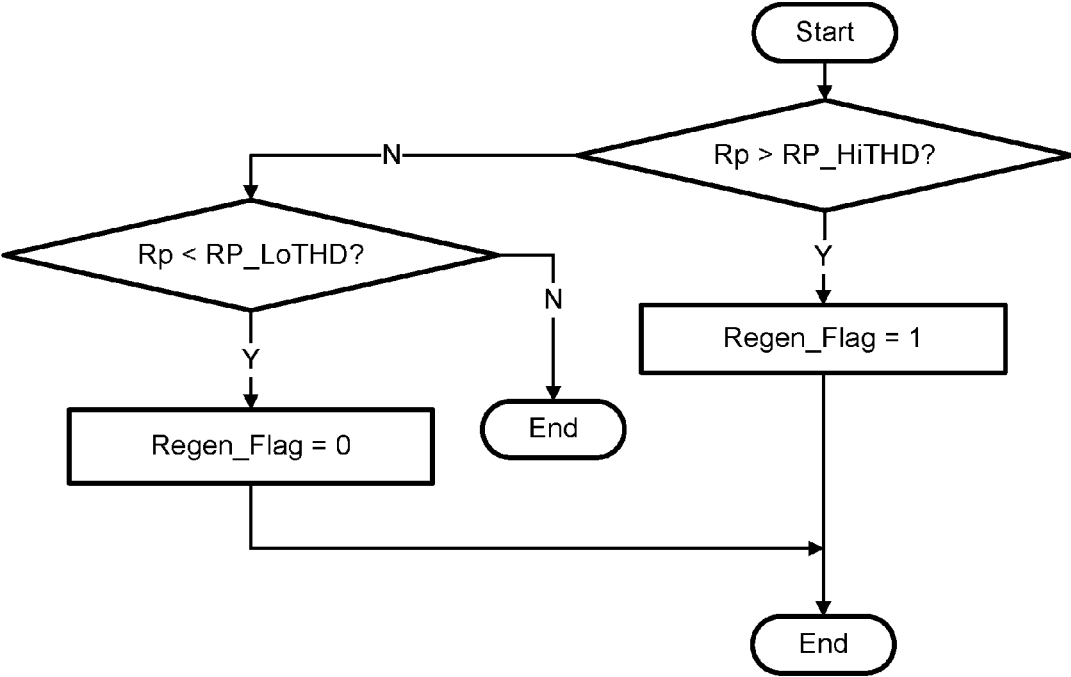 Start
Rp > RP_HiTHD?
N
Rp < RP_LoTHD?
Y
N
Regen_Flag = 1
Y
End
Regen_Flag = 0
End